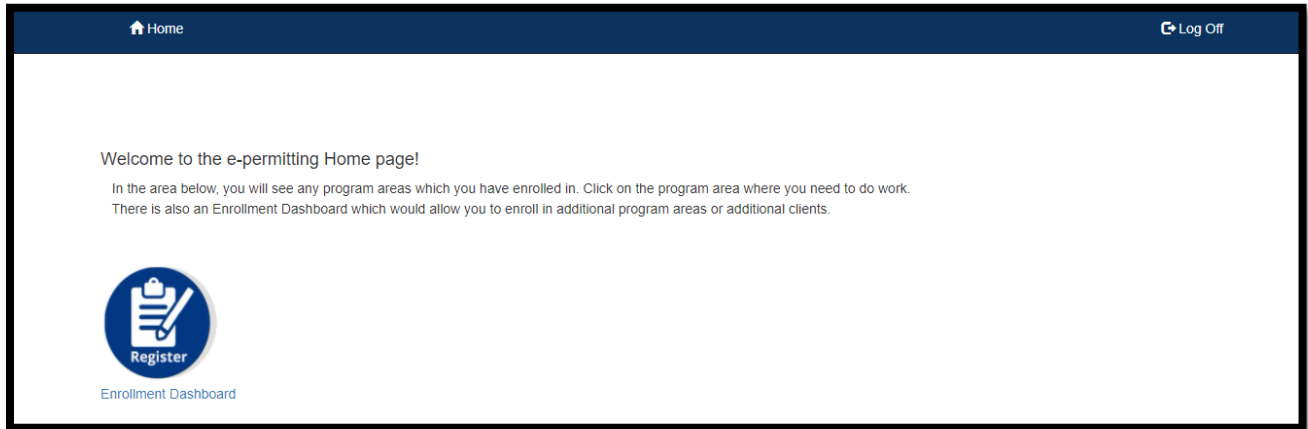 Home
Log Off
Welcome to the e-permitting Home page!
In the area below, you will see any program areas which you have enrolled in. Click on the program area where you need to do work.
There is also an Enrollment Dashboard which would allow you to enroll in additional program areas or additional clients.
Register
Enrollment Dashboard